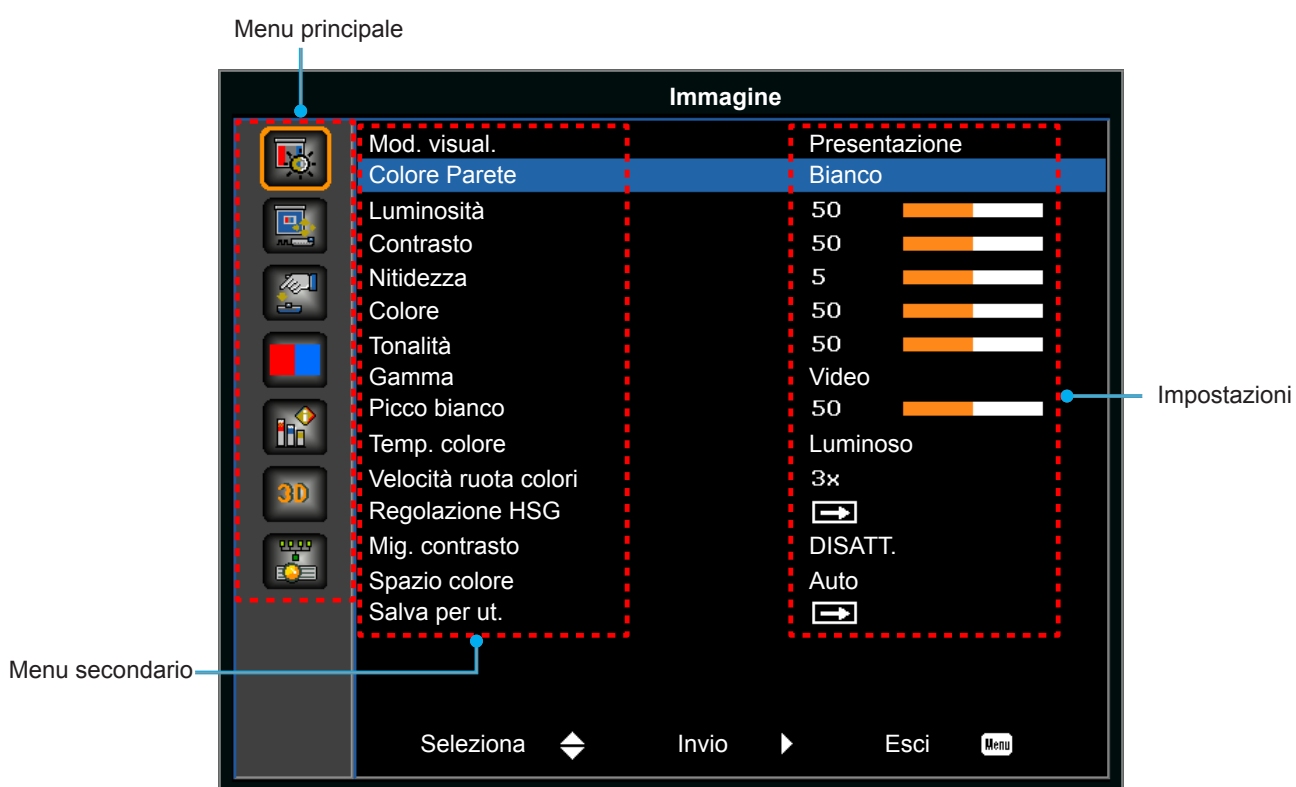 Menu principale
Immagine
Mod. visual. Presentazione
Colore Parete Bianco
Luminosità 50
Contrasto 50
Nitidezza 5
Colore 50
Tonalità 50
Gamma Video
Picco bianco 50
Temp. colore Luminoso
Velocità ruota colori 3x
Regolazione HSG
Mig. contrasto DISATT.
Spazio colore Auto
Salva per ut.
3D
Impostazioni
Menu secondario
Seleziona Invio Esci Menu